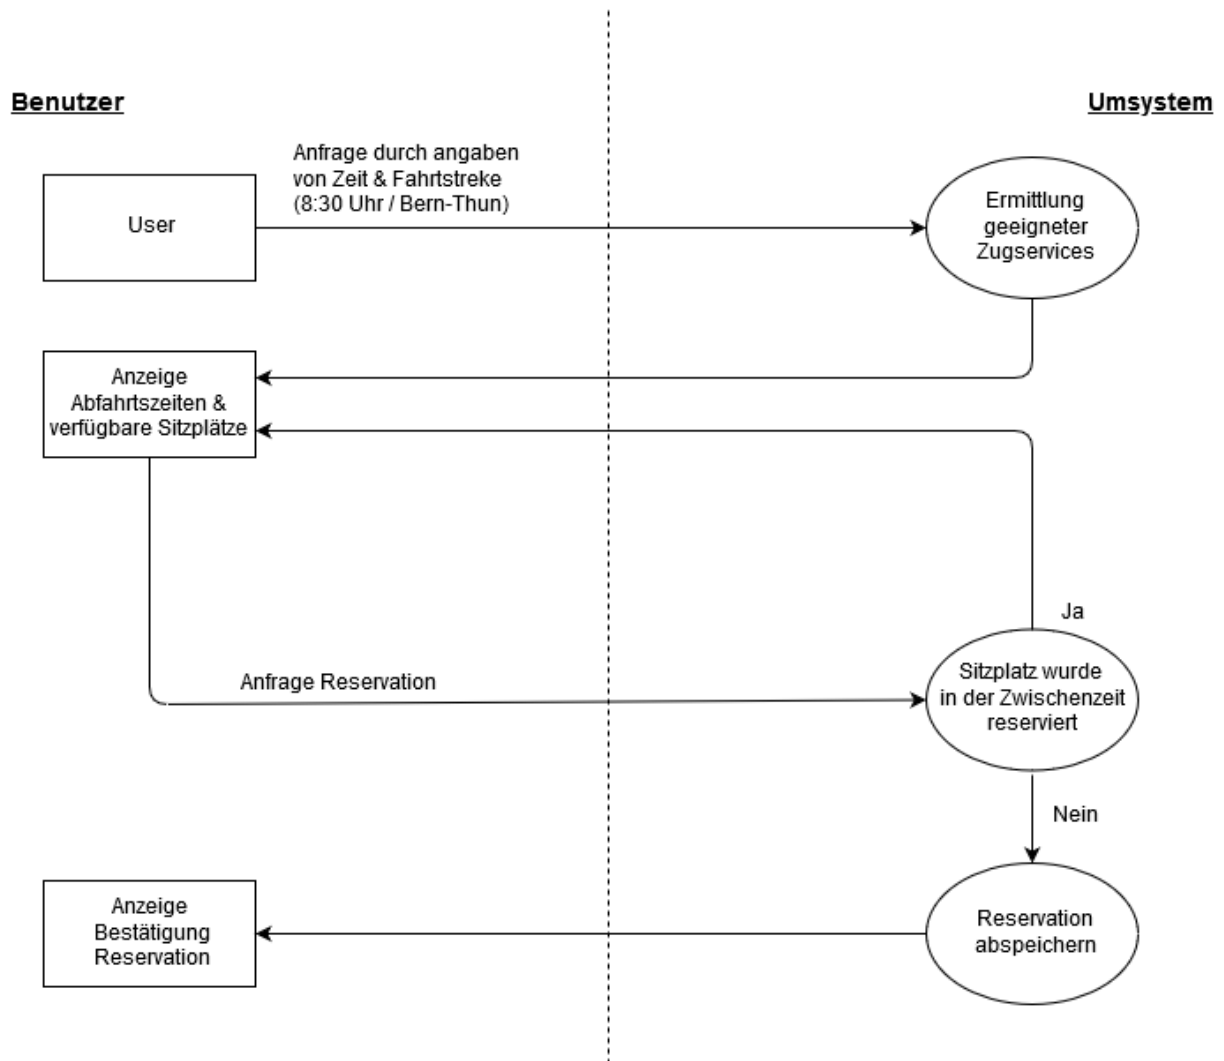 Benutzer
Umsystem
Anfrage durch angaben
von Zeit & Fahrtstreke
(8:30 Uhr / Bern-Thun)
User
Ermittlung
geeigneter
Zugservices
Anzeige
Abfahrtszeiten &
verfügbare Sitzplätze
Ja
Anfrage Reservation
Sitzplatz wurde
in der Zwischenzeit
reserviert
Nein
Anzeige
Bestätigung
Reservation
Reservation
abspeichern